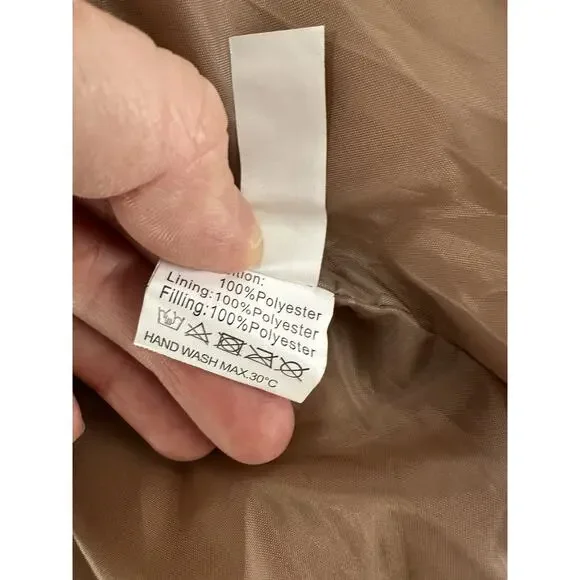 100%Polyester
Lining:100%Polyester
Filling:100%Polyester
HAND WASH MAX.30°C